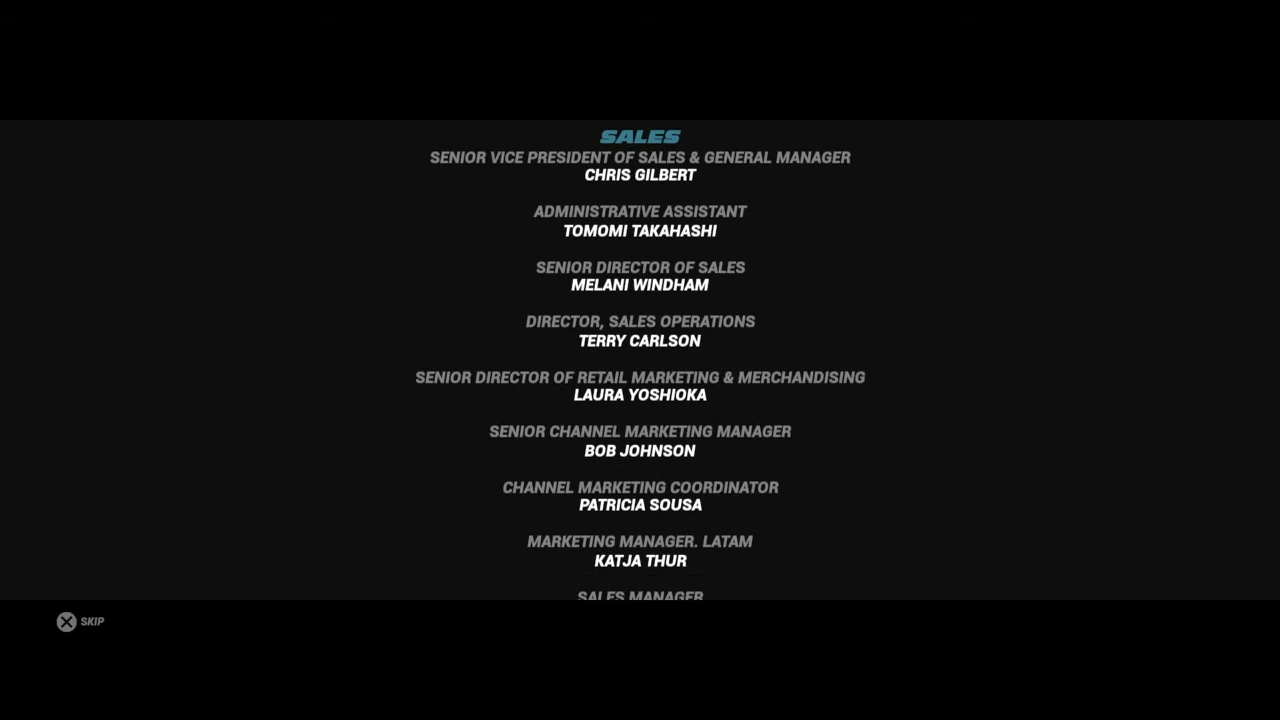 SALES
SENIOR VICE PRESIDENT OF SALES & GENERAL MANAGER
CHRIS GILBERT
ADMINISTRATIVE ASSISTANT
TOMOMI TAKAHASHI
SENIOR DIRECTOR OF SALES
MELANI WINDHAM
DIRECTOR, SALES OPERATIONS
TERRY CARLSON
SENIOR DIRECTOR OF RETAIL MARKETING & MERCHANDISING
LAURA YOSHIOKA
SENIOR CHANNEL MARKETING MANAGER
BOB JOHNSON
CHANNEL MARKETING COORDINATOR
PATRICIA SOUSA
MARKETING MANAGER. LATAM
KATJA THUR
SALES MANAGER
SKIP